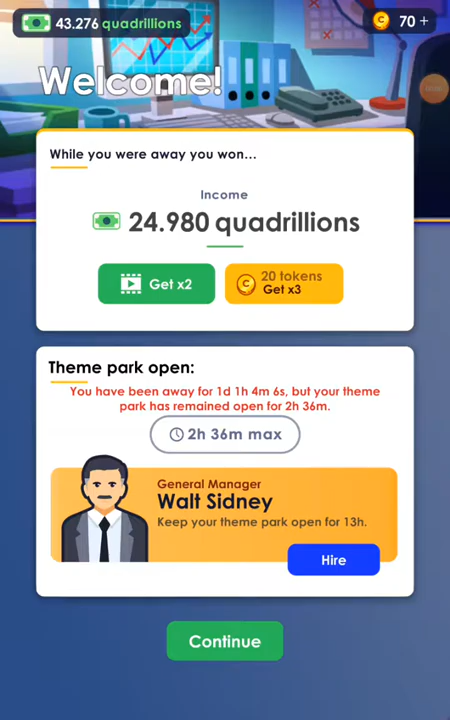 43.276 quadrillions
70 +
Welcome!
While you were away you won...
Income
24.980 quadrillions
Get x2
20 tokens
Get x3
Theme park open:
You have been away for 1d 1h 4m 6s, but your theme
park has remained open for 2h 36m.
2h 36m max
General Manager
Walt Sidney
Keep your theme park open for 13h.
Hire
Continue